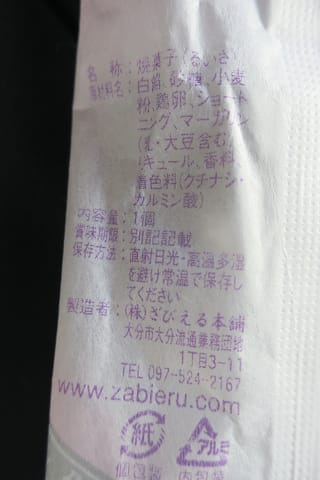 名　称：焼菓子（るいさ）
原材料名：白餡、砂糖、小麦
粉、鶏卵、ショート
ニング、マーガリン
（乳・大豆含む）
リキュール、香料、
着色料（クチナシ・
カルミン酸）
内容量：1個
賞味期限：別記記載
保存方法：直射日光・高温多湿
を避け常温で保存し
てください
製造者：（株）ざびえる本舗
大分市大分流通業務団地
1丁目3-11
TEL 097-524-2167
www.zabieru.com
紙 アルミ
個包装 内包装